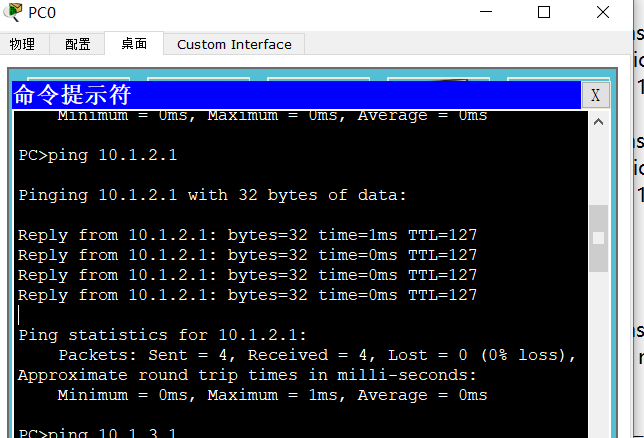 PC0
物理 配置 桌面 Custom Interface
命令提示符 X
Minimum = 0ms, Maximum = 0ms, Average = 0ms
PC>ping 10.1.2.1
Pinging 10.1.2.1 with 32 bytes of data:
Reply from 10.1.2.1: bytes=32 time=1ms TTL=127
Reply from 10.1.2.1: bytes=32 time=0ms TTL=127
Reply from 10.1.2.1: bytes=32 time=0ms TTL=127
Reply from 10.1.2.1: bytes=32 time=0ms TTL=127
Ping statistics for 10.1.2.1:
Packets: Sent = 4, Received = 4, Lost = 0 (0% loss),
Approximate round trip times in milli-seconds:
Minimum = 0ms, Maximum = 1ms, Average = 0ms
PC>ping 10.1.3.1